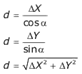 d = ΔX / cos α
d = ΔY / sin α
d = √(ΔX² + ΔY²)